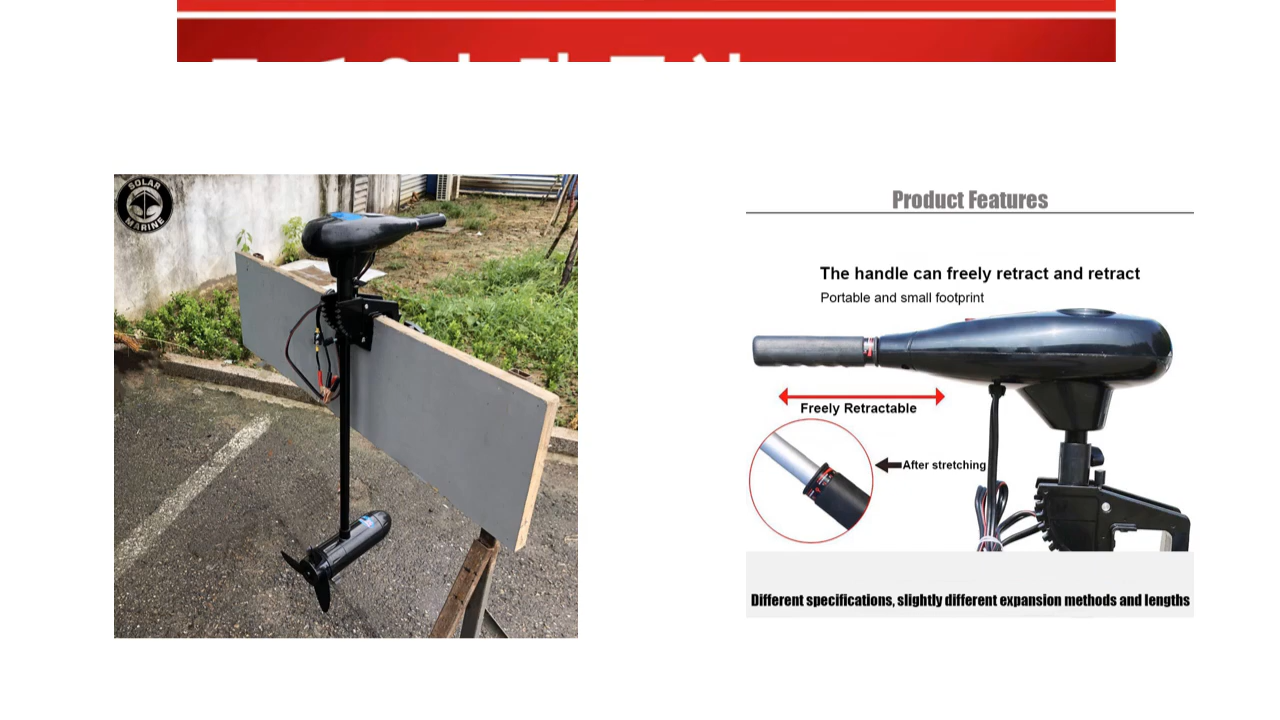 SOLAR
MARINE
Product Features
The handle can freely retract and retract
Portable and small footprint
Freely Retractable
After stretching
Different specifications, slightly different expansion methods and lengths